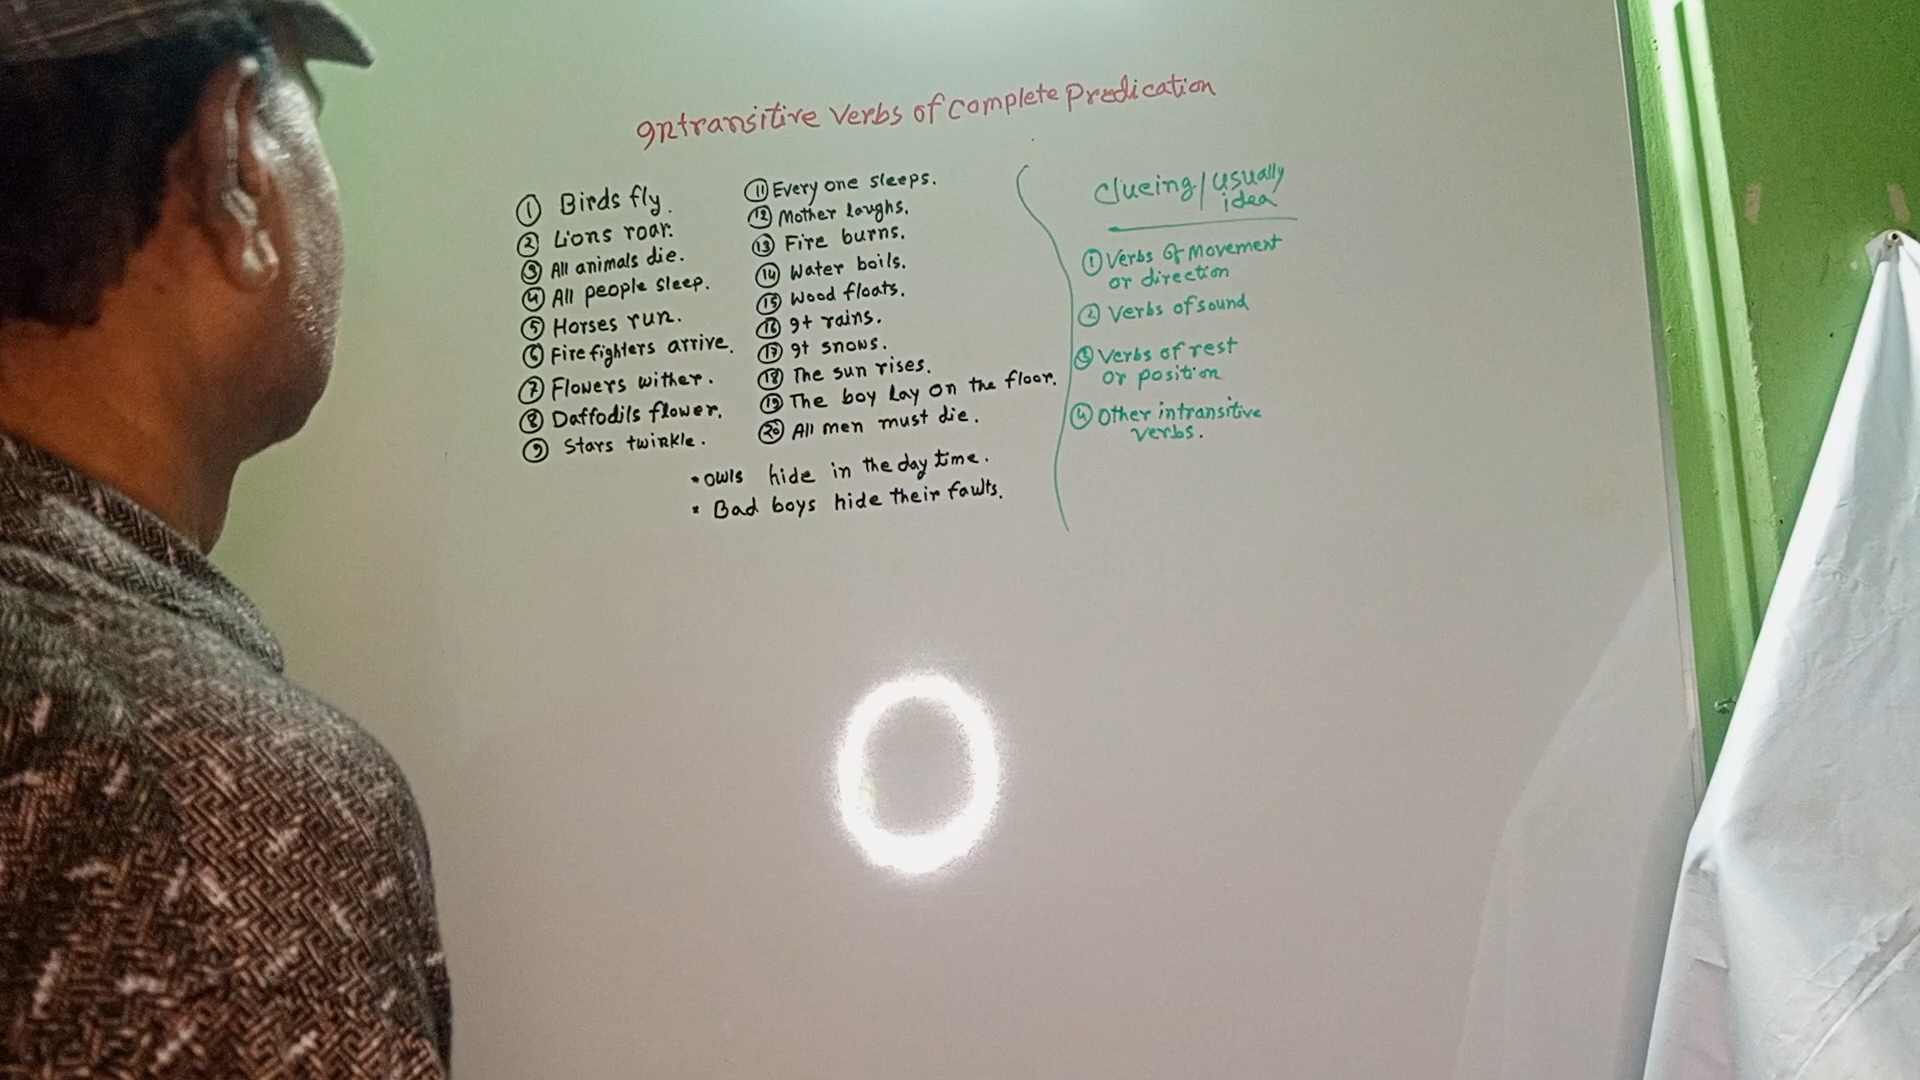 Intransitive Verbs of Complete Predication
① Birds fly.
② Lions roar.
③ All animals die.
④ All people sleep.
⑤ Horses run.
⑥ Fire fighters arrive.
⑦ Flowers wither.
⑧ Daffodils flower.
⑨ Stars twinkle.
⑪ Every one sleeps.
⑫ Mother laughs.
⑬ Fire burns.
⑭ Water boils.
⑮ Wood floats.
⑯ It rains.
⑰ It snows.
⑱ The sun rises.
⑲ The boy lay on the floor.
⑳ All men must die.
* Owls hide in the day time.
* Bad boys hide their faults.
Clueing/usually
idea
① Verbs of Movement
or direction
② Verbs of sound
③ Verbs of rest
or position
④ Other intransitive
verbs.